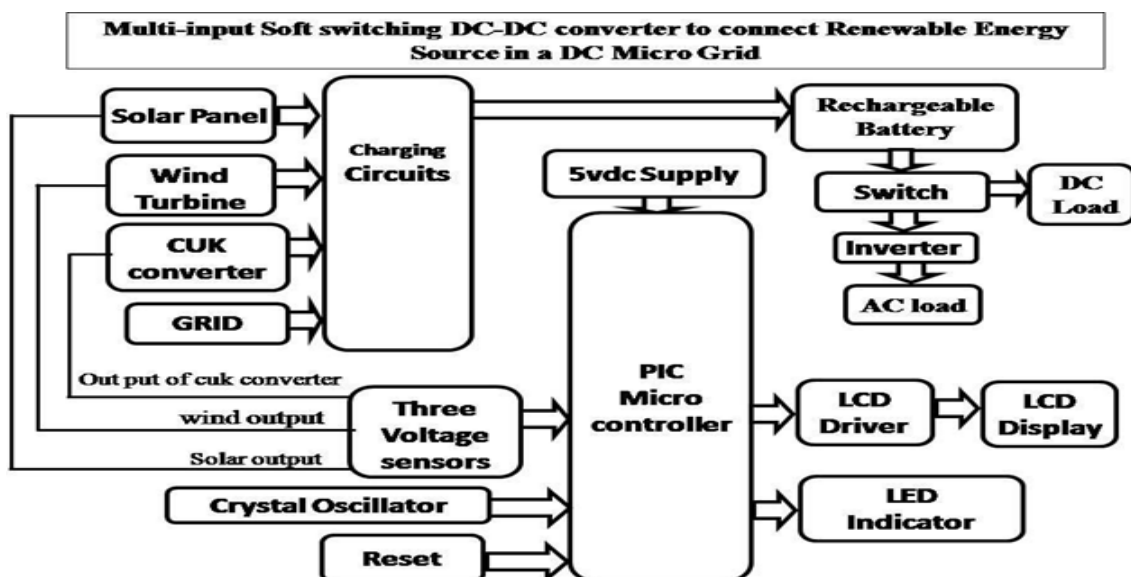 Multi-input Soft switching DC-DC converter to connect Renewable Energy
Source in a DC Micro Grid
Solar Panel
Wind
Turbine
CUK
converter
GRID
Charging
Circuits
Rechargeable
Battery
5vdc Supply
Switch
DC
Load
Inverter
AC load
Out put of cuk converter
wind output
Solar output
Three
Voltage
sensors
PIC
Micro
controller
LCD
Driver
LCD
Display
Crystal Oscillator
LED
Indicator
Reset